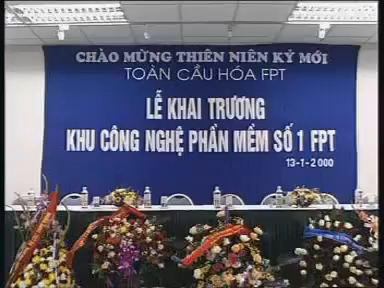 CHÀO MỪNG THIÊN NIÊN KỶ MỚI
TOÀN CẦU HÓA FPT
LỄ KHAI TRƯƠNG
KHU CÔNG NGHỆ PHẦN MỀM SỐ 1 FPT
13-1-2000